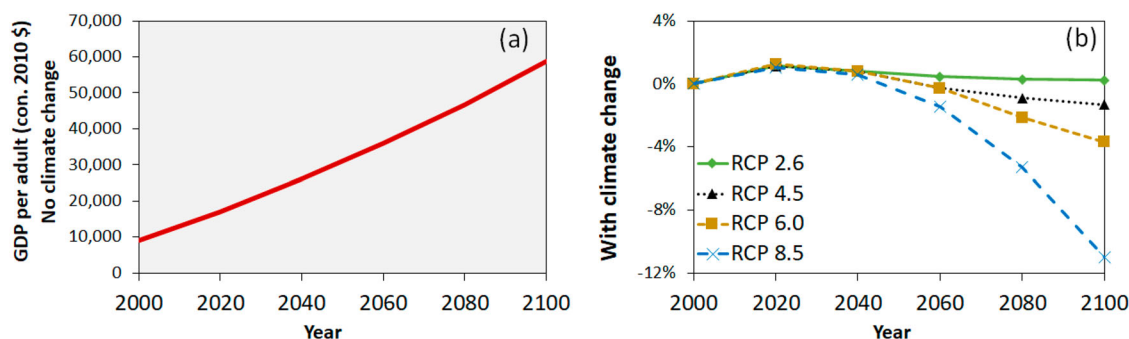 GDP per adult (con. 2010 $)
No climate change
70,000
60,000
50,000
40,000
30,000
20,000
10,000
0
(a)
2000 2020 2040 2060 2080 2100
Year
With climate change
4%
0%
-4%
-8%
-12%
(b)
RCP 2.6
RCP 4.5
RCP 6.0
RCP 8.5
2000 2020 2040 2060 2080 2100
Year